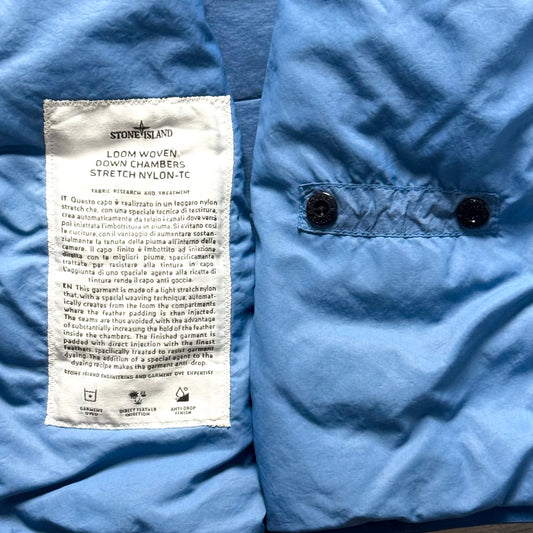 STONE ISLAND
LOOM WOVEN
DOWN CHAMBERS
STRETCH NYLON-TC
FABRIC RESEARCH AND TREATMENT
IT Questo capo è realizzato in un leggero nylon
stretch che, con una speciale tecnica di tessitura,
crea automaticamente da telaio i canali dove verrà
poi iniettata l'imbottitura in piuma. Si evitano così
le cuciture, con il vantaggio di aumentare sostan-
zialmente la tenuta della piuma all'interno delle
camere. Il capo finito è imbottito ad iniezione
diretta con le migliori piume, specificamente
trattate per resistere alla tintura in capo.
L'aggiunta di uno speciale agente alla ricetta di
tintura rende il capo anti goccia.
EN This garment is made of a light stretch nylon
that, with a special weaving technique, automat-
ically creates from the loom the compartments
where the feather padding is then injected.
The seams are thus avoided, with the advantage
of substantially increasing the hold of the feather
inside the chambers. The finished garment is
padded with direct injection with the finest
feathers, specifically treated to resist garment
dyeing. The addition of a special agent to the
dyeing recipe makes the garment anti-drop.
STONE ISLAND ENGINEERING AND GARMENT DYE EXPERTISE
GARMENT DYED
DIRECT FEATHER INJECTION
ANTI DROP FINISH